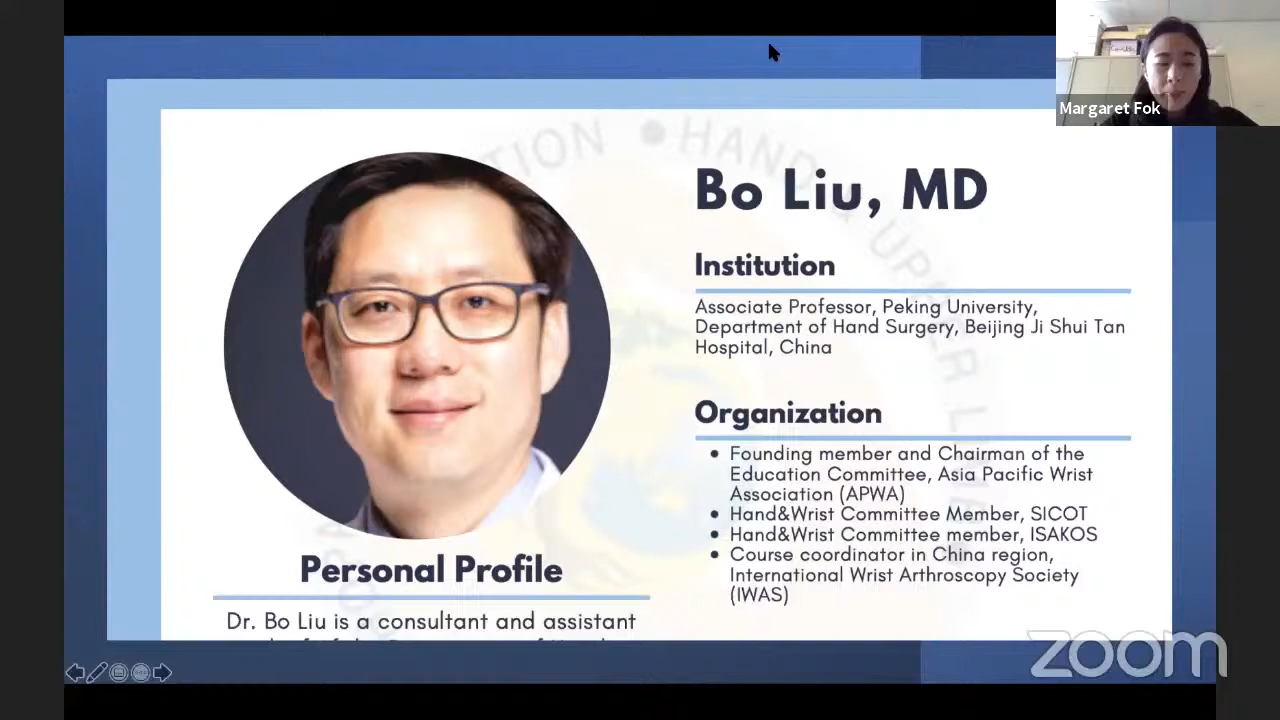 Margaret Fok
Bo Liu, MD
Institution
Associate Professor, Peking University,
Department of Hand Surgery, Beijing Ji Shui Tan
Hospital, China
Organization
• Founding member and Chairman of the
Education Committee, Asia Pacific Wrist
Association (APWA)
• Hand&Wrist Committee Member, SICOT
• Hand&Wrist Committee member, ISAKOS
• Course coordinator in China region,
International Wrist Arthroscopy Society
(IWAS)
Personal Profile
Dr. Bo Liu is a consultant and assistant
zoom